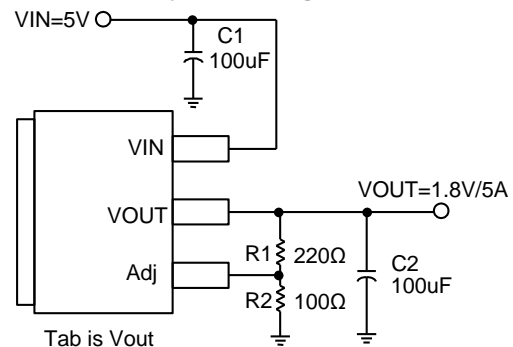 VIN=5V
C1
100uF
VIN
VOUT
VOUT=1.8V/5A
R1 220Ω
C2
100uF
Adj
R2 100Ω
Tab is Vout